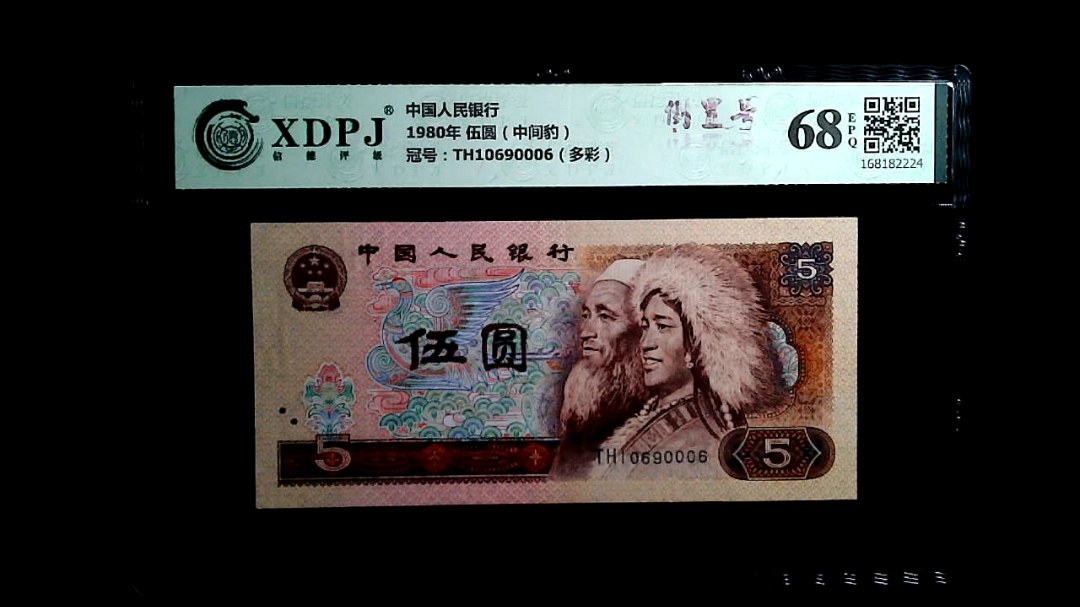 XDPJ®
信德评级
中国人民银行
1980年 伍圆（中间豹）
冠号：TH10690006（多彩）
倒置号
68
EPQ
168182224
中国人民银行
5
伍圆
5
TH10690006
5